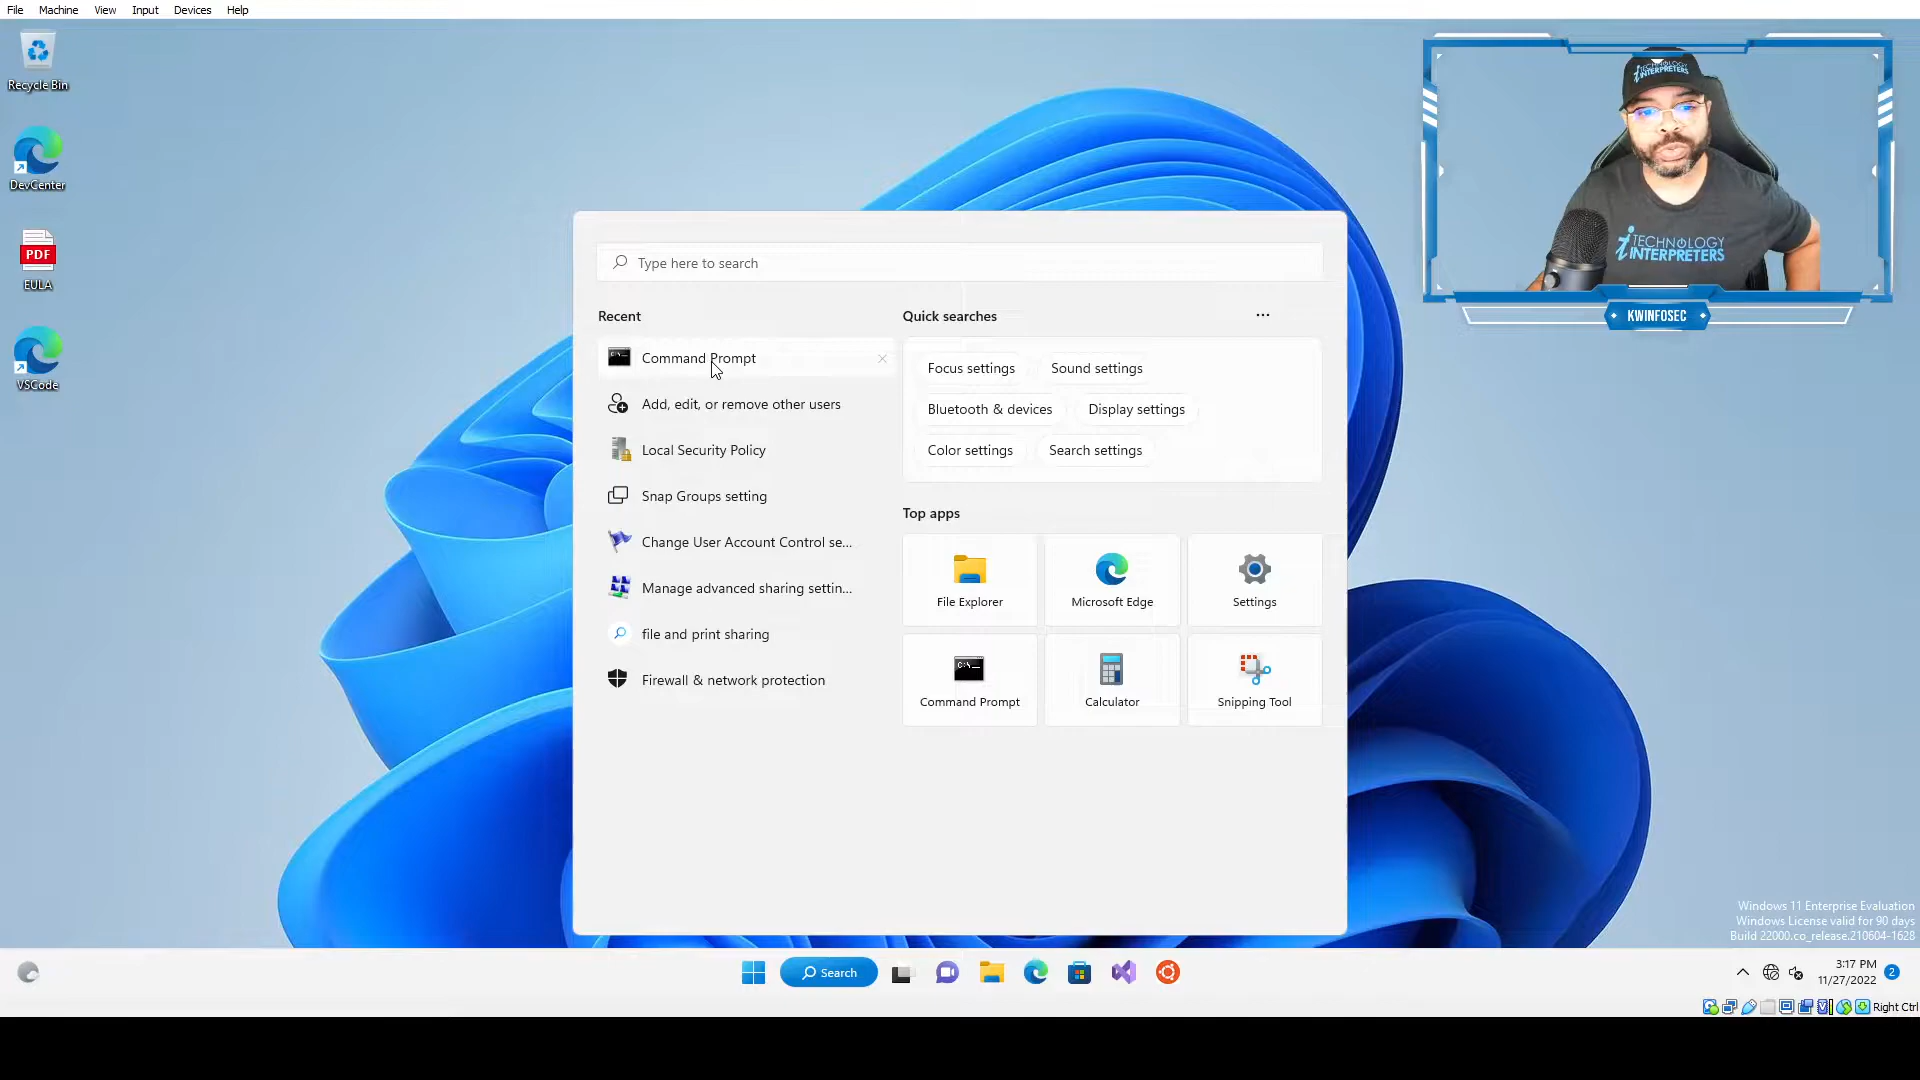 File Machine View Input Devices Help
Recycle Bin
DevCenter
PDF
EULA
VSCode
TECHNOLOGY
INTERPRETERS
TECHNOLOGY
INTERPRETERS
KWINFOSEC
Type here to search
Recent
Command Prompt
Add, edit, or remove other users
Local Security Policy
Snap Groups setting
Change User Account Control se...
Manage advanced sharing settin...
file and print sharing
Firewall & network protection
Quick searches
Focus settings Sound settings
Bluetooth & devices Display settings
Color settings Search settings
Top apps
File Explorer Microsoft Edge Settings
Command Prompt Calculator Snipping Tool
Windows 11 Enterprise Evaluation
Windows License valid for 90 days
Build 22000.co_release.210604-1628
Search
3:17 PM
11/27/2022
2
Right Ctrl